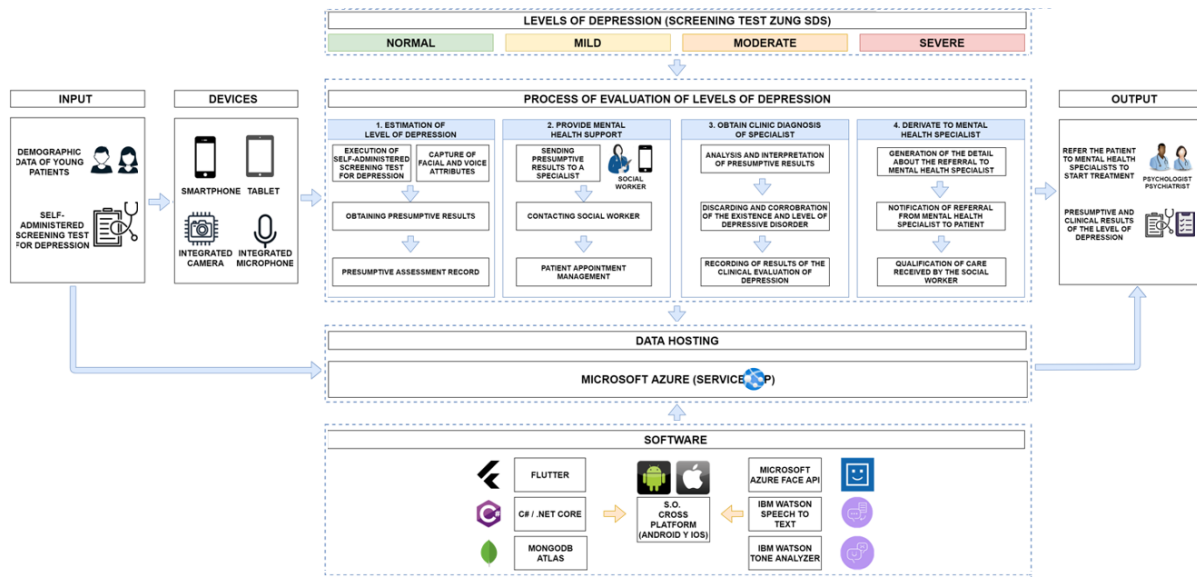 LEVELS OF DEPRESSION (SCREENING TEST ZUNG SDS)
NORMAL
MILD
MODERATE
SEVERE
INPUT
DEMOGRAPHIC
DATA OF YOUNG
PATIENTS
SELF-
ADMINISTERED
SCREENING TEST
FOR DEPRESSION
DEVICES
SMARTPHONE
TABLET
INTEGRATED
CAMERA
INTEGRATED
MICROPHONE
PROCESS OF EVALUATION OF LEVELS OF DEPRESSION
1. ESTIMATION OF
LEVEL OF DEPRESSION
EXECUTION OF
SELF-ADMINISTERED
SCREENING TEST
FOR DEPRESSION
CAPTURE OF
FACIAL AND VOICE
ATTRIBUTES
OBTAINING PRESUMPTIVE RESULTS
PRESUMPTIVE ASSESSMENT RECORD
2. PROVIDE MENTAL
HEALTH SUPPORT
SENDING
PRESUMPTIVE
RESULTS TO A
SPECIALIST
SOCIAL
WORKER
CONTACTING SOCIAL WORKER
PATIENT APPOINTMENT
MANAGEMENT
3. OBTAIN CLINIC DIAGNOSIS
OF SPECIALIST
ANALYSIS AND INTERPRETATION
OF PRESUMPTIVE RESULTS
DISCARDING AND CORROBRATION
OF THE EXISTENCE AND LEVEL OF
DEPRESSIVE DISORDER
RECORDING OF RESULTS OF THE
CLINICAL EVALUATION OF
DEPRESSION
4. DERIVATE TO MENTAL
HEALTH SPECIALIST
GENERATION OF THE DETAIL
ABOUT THE REFERRAL TO
MENTAL HEALTH SPECIALIST
NOTIFICATION OF REFERRAL
FROM MENTAL HEALTH
SPECIALIST TO PATIENT
QUALIFICATION OF CARE
RECEIVED BY THE SOCIAL
WORKER
OUTPUT
REFER THE PATIENT
TO MENTAL HEALTH
SPECIALISTS TO
START TREATMENT
PSYCHOLOGIST
PSYCHIATRIST
PRESUMPTIVE AND
CLINICAL RESULTS
OF THE LEVEL OF
DEPRESSION
DATA HOSTING
MICROSOFT AZURE (SERVICE P)
SOFTWARE
FLUTTER
C# / .NET CORE
MONGODB
ATLAS
S.O.
CROSS
PLATFORM
(ANDROID Y IOS)
MICROSOFT
AZURE FACE API
IBM WATSON
SPEECH TO
TEXT
IBM WATSON
TONE ANALYZER